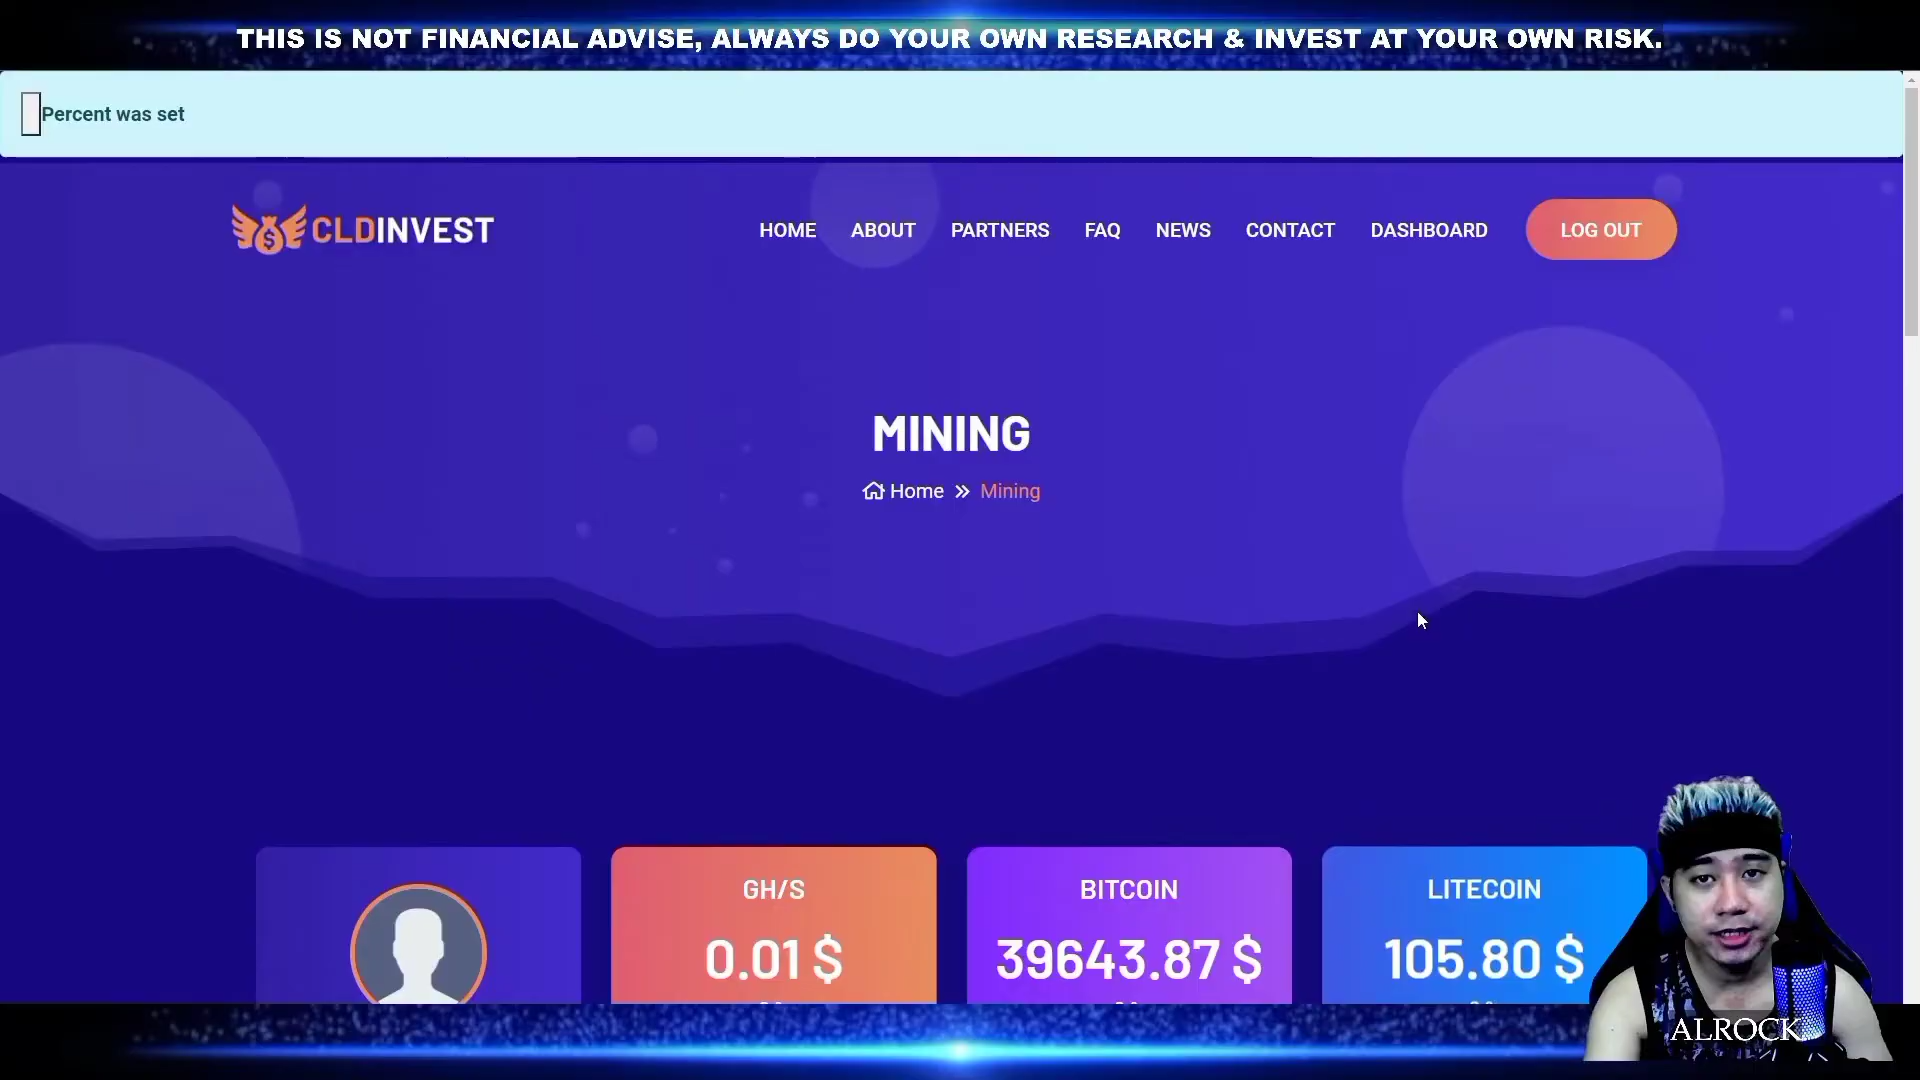 THIS IS NOT FINANCIAL ADVISE, ALWAYS DO YOUR OWN RESEARCH & INVEST AT YOUR OWN RISK.
Percent was set
CLDINVEST
HOME ABOUT PARTNERS FAQ NEWS CONTACT DASHBOARD LOG OUT
MINING
Home » Mining
GH/S
0.01 $
BITCOIN
39643.87 $
LITECOIN
105.80 $
ALROCK